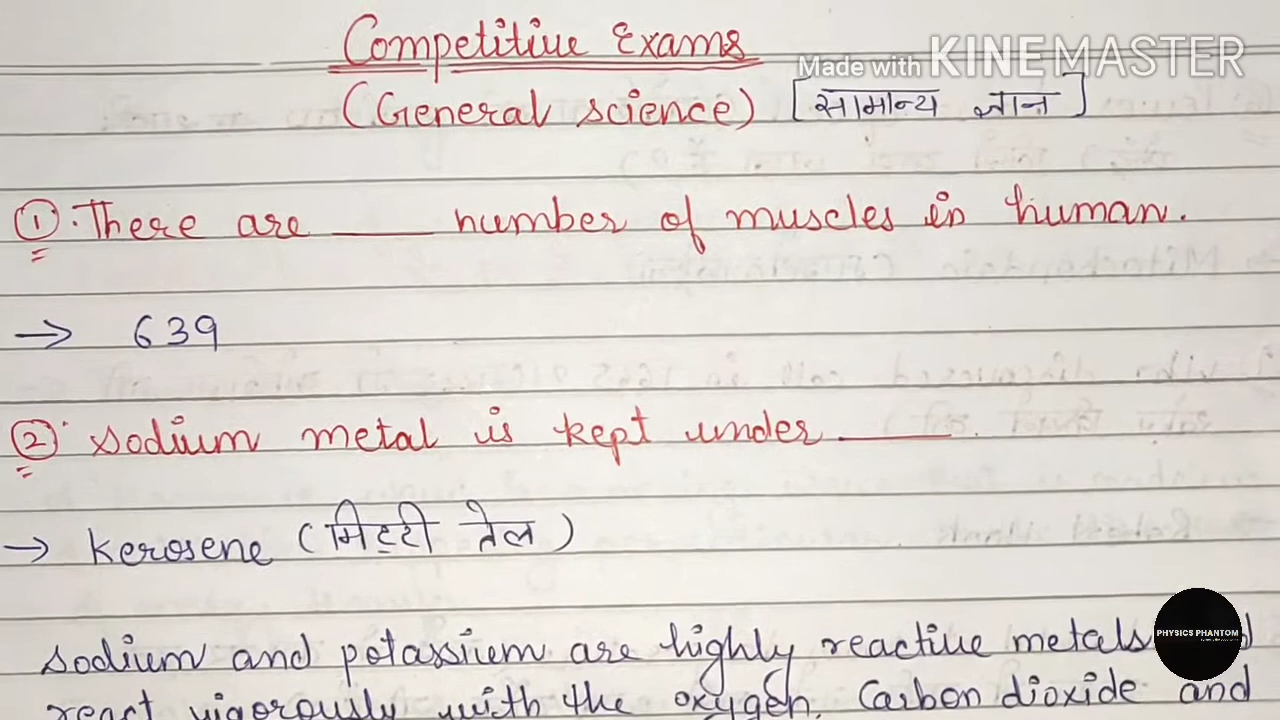 Competitive Exams
Made with KINEMASTER
(General science) [सामान्य ज्ञान]
① There are ____ number of muscles in human.
→ 639
② Sodium metal is kept under ____.
→ Kerosene (मिट्टी तेल)
PHYSICS PHANTOM
Sodium and potassium are highly reactive metals
react vigorously with the oxygen, Carbon dioxide and